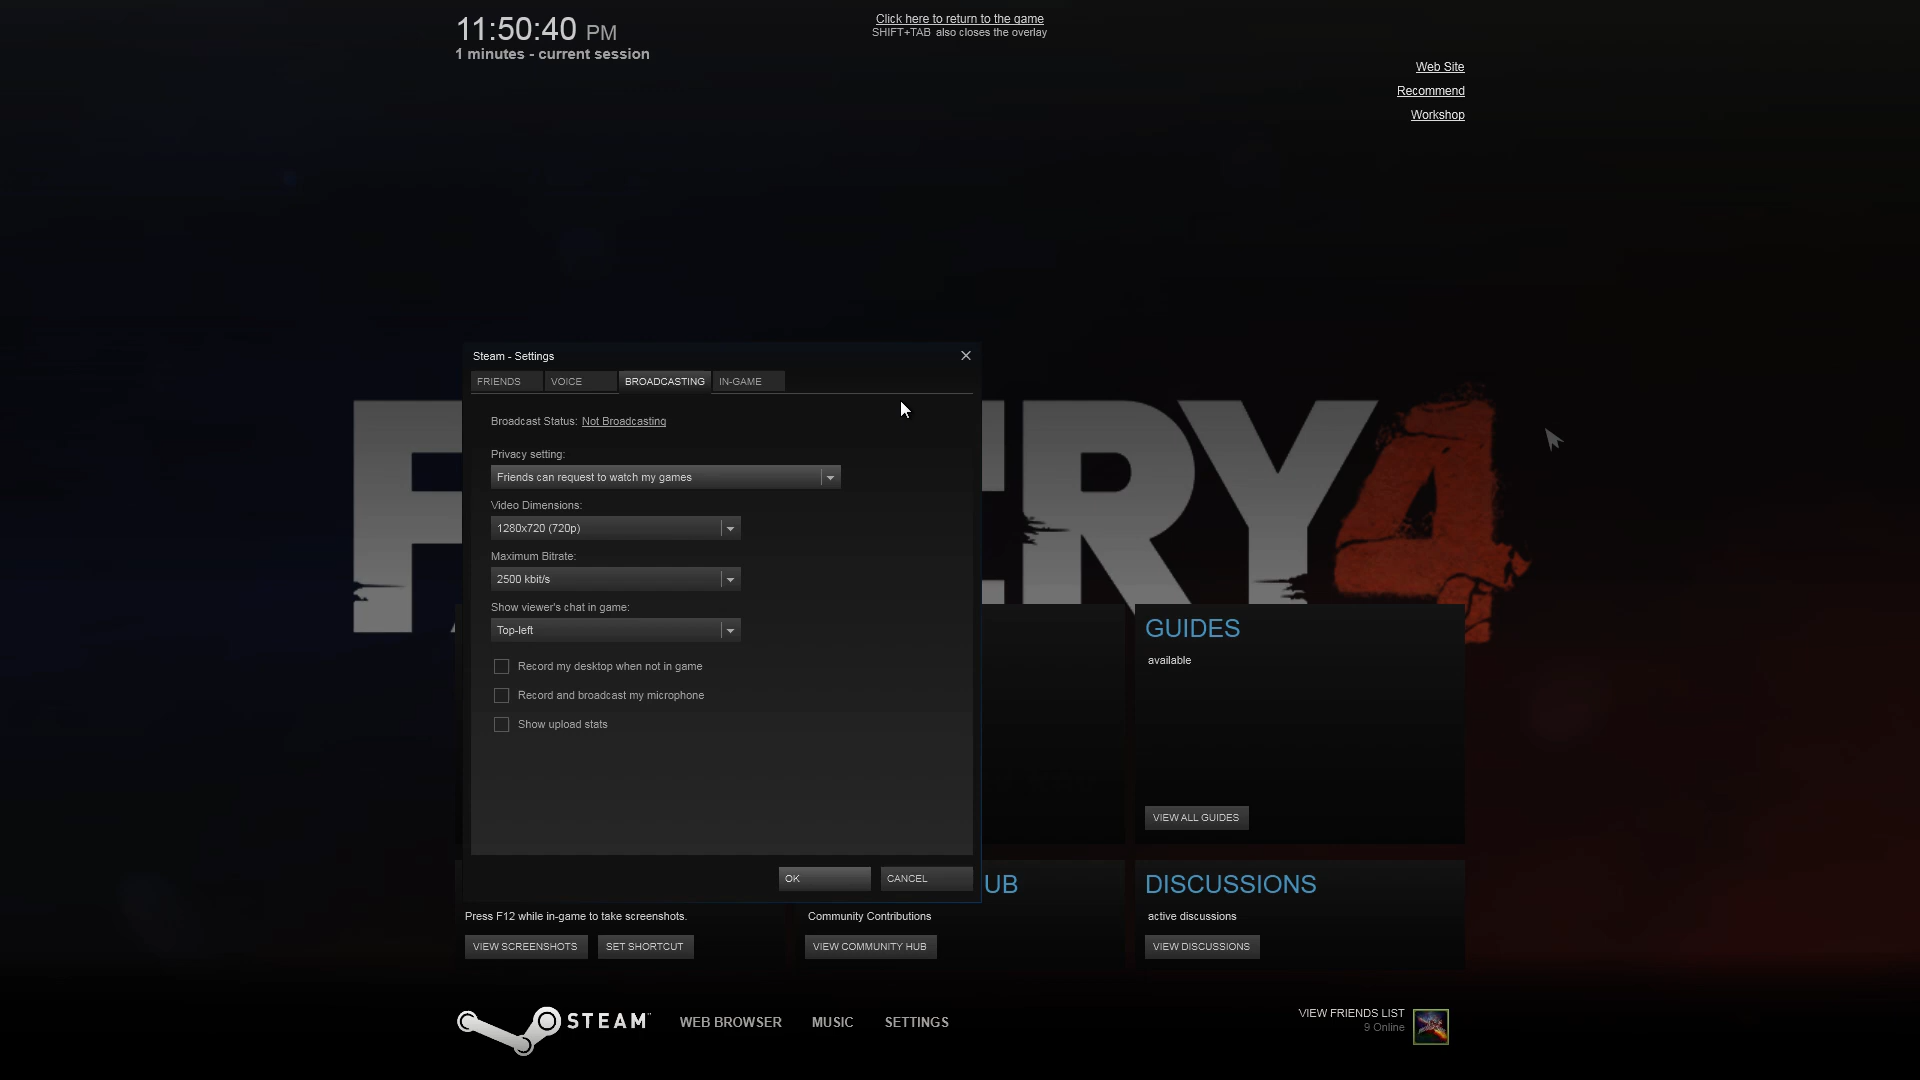 11:50:40 PM
1 minutes - current session
Click here to return to the game
SHIFT+TAB also closes the overlay
Web Site
Recommend
Workshop
Steam - Settings
FRIENDS
VOICE
BROADCASTING
IN-GAME
Broadcast Status: Not Broadcasting
Privacy setting:
Friends can request to watch my games
Video Dimensions:
1280x720 (720p)
Maximum Bitrate:
2500 kbit/s
Show viewer's chat in game:
Top-left
Record my desktop when not in game
Record and broadcast my microphone
Show upload stats
OK
CANCEL
F CRY 4
GUIDES
available
VIEW ALL GUIDES
Press F12 while in-game to take screenshots.
VIEW SCREENSHOTS
SET SHORTCUT
UB
Community Contributions
VIEW COMMUNITY HUB
DISCUSSIONS
active discussions
VIEW DISCUSSIONS
STEAM™
WEB BROWSER
MUSIC
SETTINGS
VIEW FRIENDS LIST
9 Online